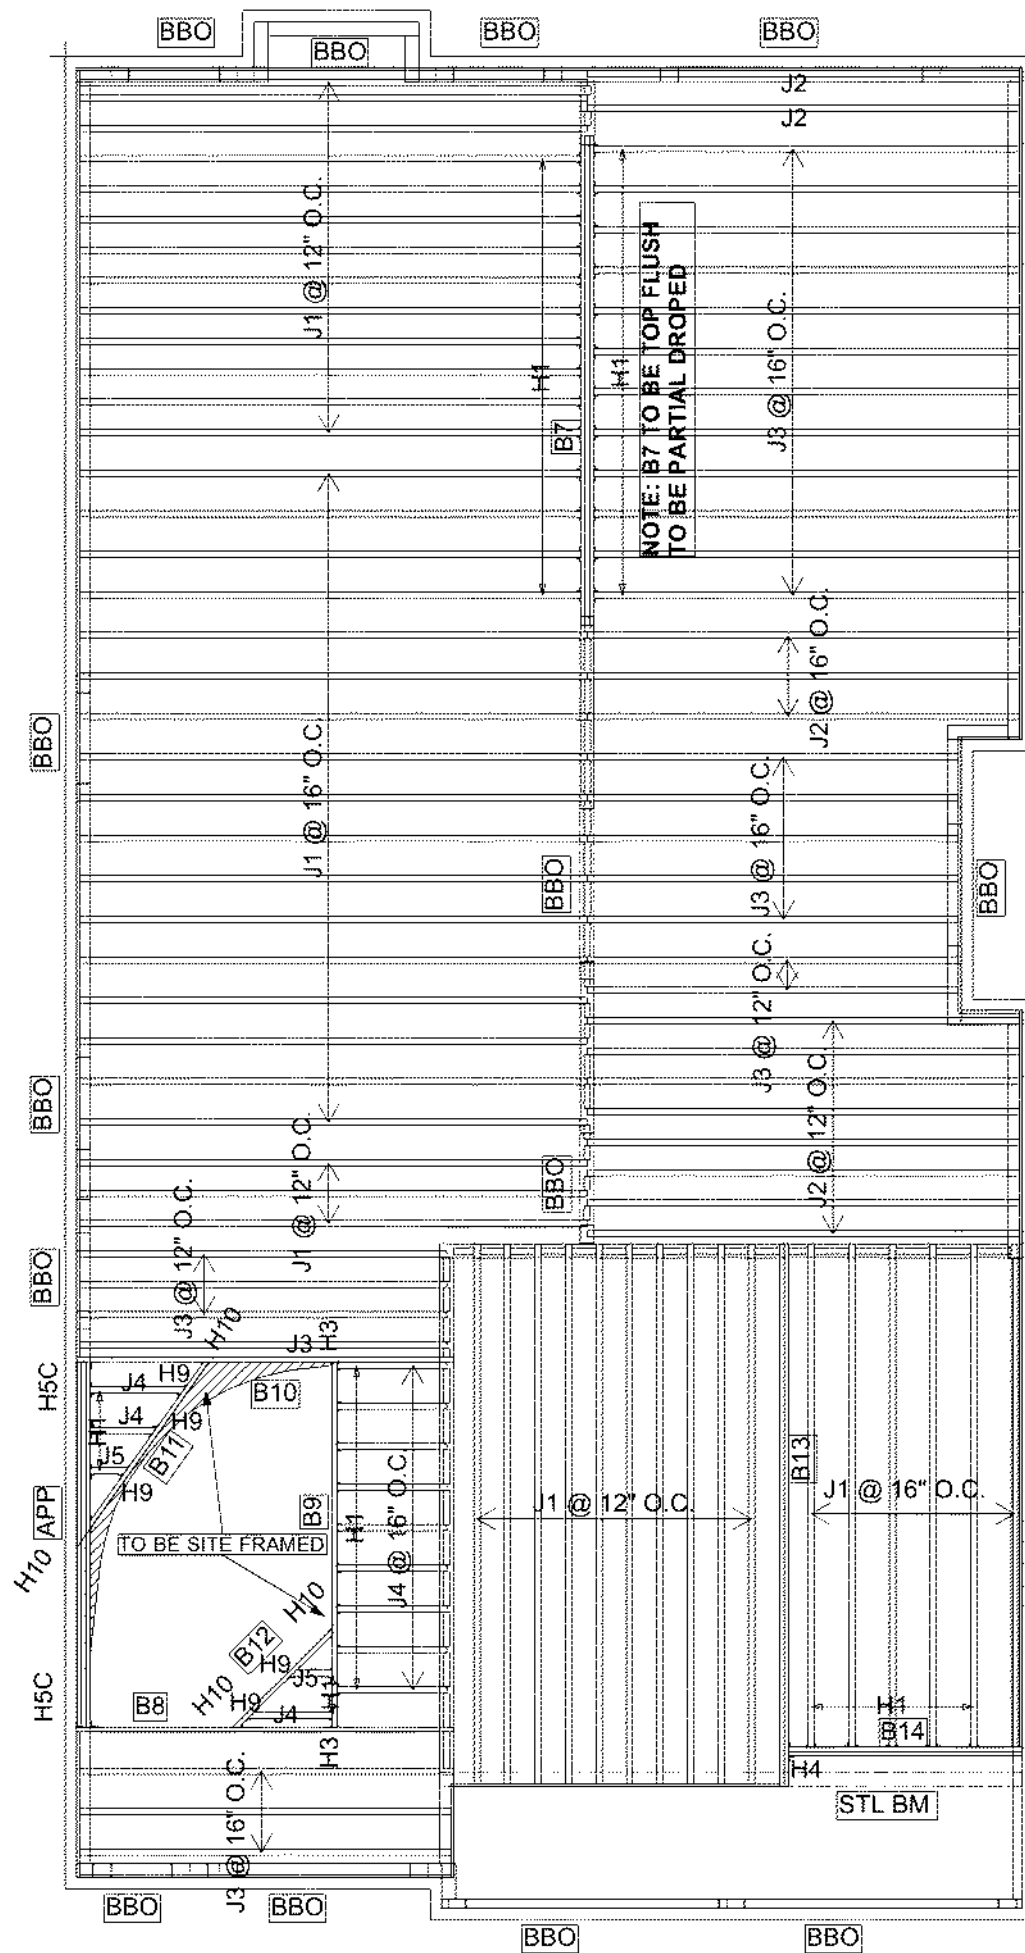 BBO
BBO
BBO
BBO
J2
J2
J1 @ 12" O.C.
H1
H1
NOTE: B7 TO BE TOP FLUSH
TO BE PARTIAL DROPED
J3 @ 16" O.C.
B7
J2 @ 16" O.C.
BBO
J1 @ 16" O.C.
J3 @ 16" O.C.
BBO
BBO
J3 @ 12" O.C.
BBO
J1 @ 12" O.C.
J2 @ 12" O.C.
BBO
J3 @ 12" O.C.
BBO
H10
J3
H3
H5C
H9
J4
B10
J4
H1
H9
B11
J5
H9
B13
J1 @ 12" O.C.
J1 @ 16" O.C.
APP
B9
H1
J4 @ 16" O.C.
TO BE SITE FRAMED
H10
H10
B12
H9
J5
H5C
B8
H10
H9
J4
H1
H1
B14
H3
H4
STL BM
J3 @ 16" O.C.
BBO
BBO
BBO
BBO